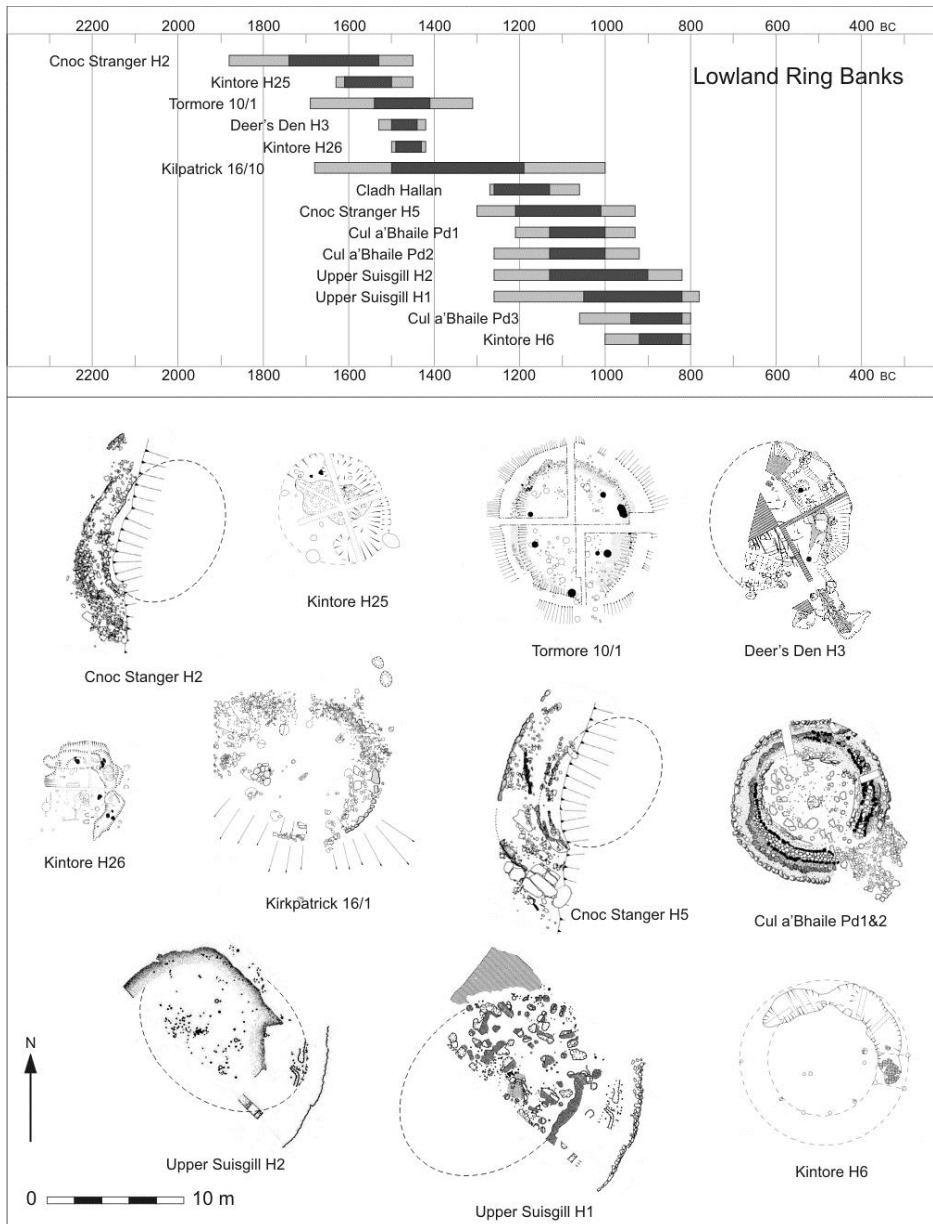 2200 2000 1800 1600 1400 1200 1000 800 600 400 BC
Lowland Ring Banks
Cnoc Stranger H2
Kintore H25
Tormore 10/1
Deer's Den H3
Kintore H26
Kilpatrick 16/10
Cladh Hallan
Cnoc Stranger H5
Cul a'Bhaile Pd1
Cul a'Bhaile Pd2
Upper Suisgill H2
Upper Suisgill H1
Cul a'Bhaile Pd3
Kintore H6
2200 2000 1800 1600 1400 1200 1000 800 600 400 BC
Cnoc Stanger H2
Kintore H25
Tormore 10/1
Deer's Den H3
Kintore H26
Kirkpatrick 16/1
Cnoc Stanger H5
Cul a'Bhaile Pd1&2
N
Upper Suisgill H2
Upper Suisgill H1
Kintore H6
0 10 m